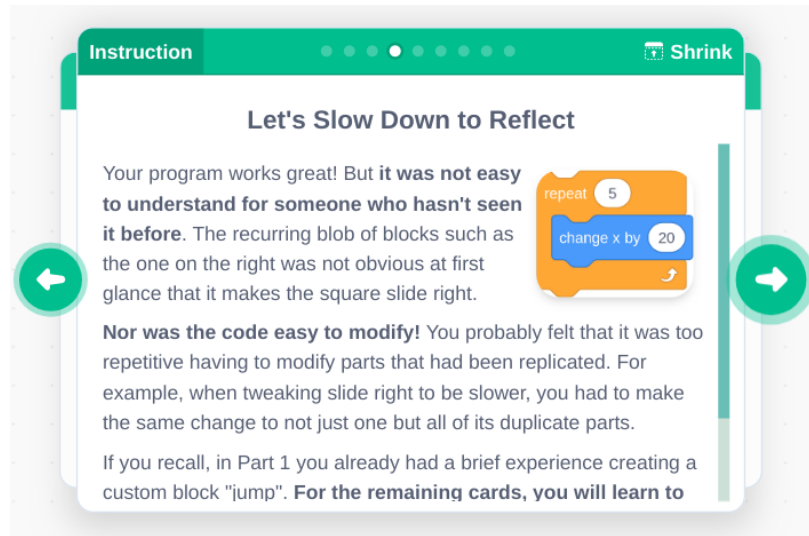 Instruction
Shrink
Let's Slow Down to Reflect
Your program works great! But it was not easy
to understand for someone who hasn't seen
it before. The recurring blob of blocks such as
the one on the right was not obvious at first
glance that it makes the square slide right.
repeat 5
change x by 20
Nor was the code easy to modify! You probably felt that it was too
repetitive having to modify parts that had been replicated. For
example, when tweaking slide right to be slower, you had to make
the same change to not just one but all of its duplicate parts.
If you recall, in Part 1 you already had a brief experience creating a
custom block "jump". For the remaining cards, you will learn to